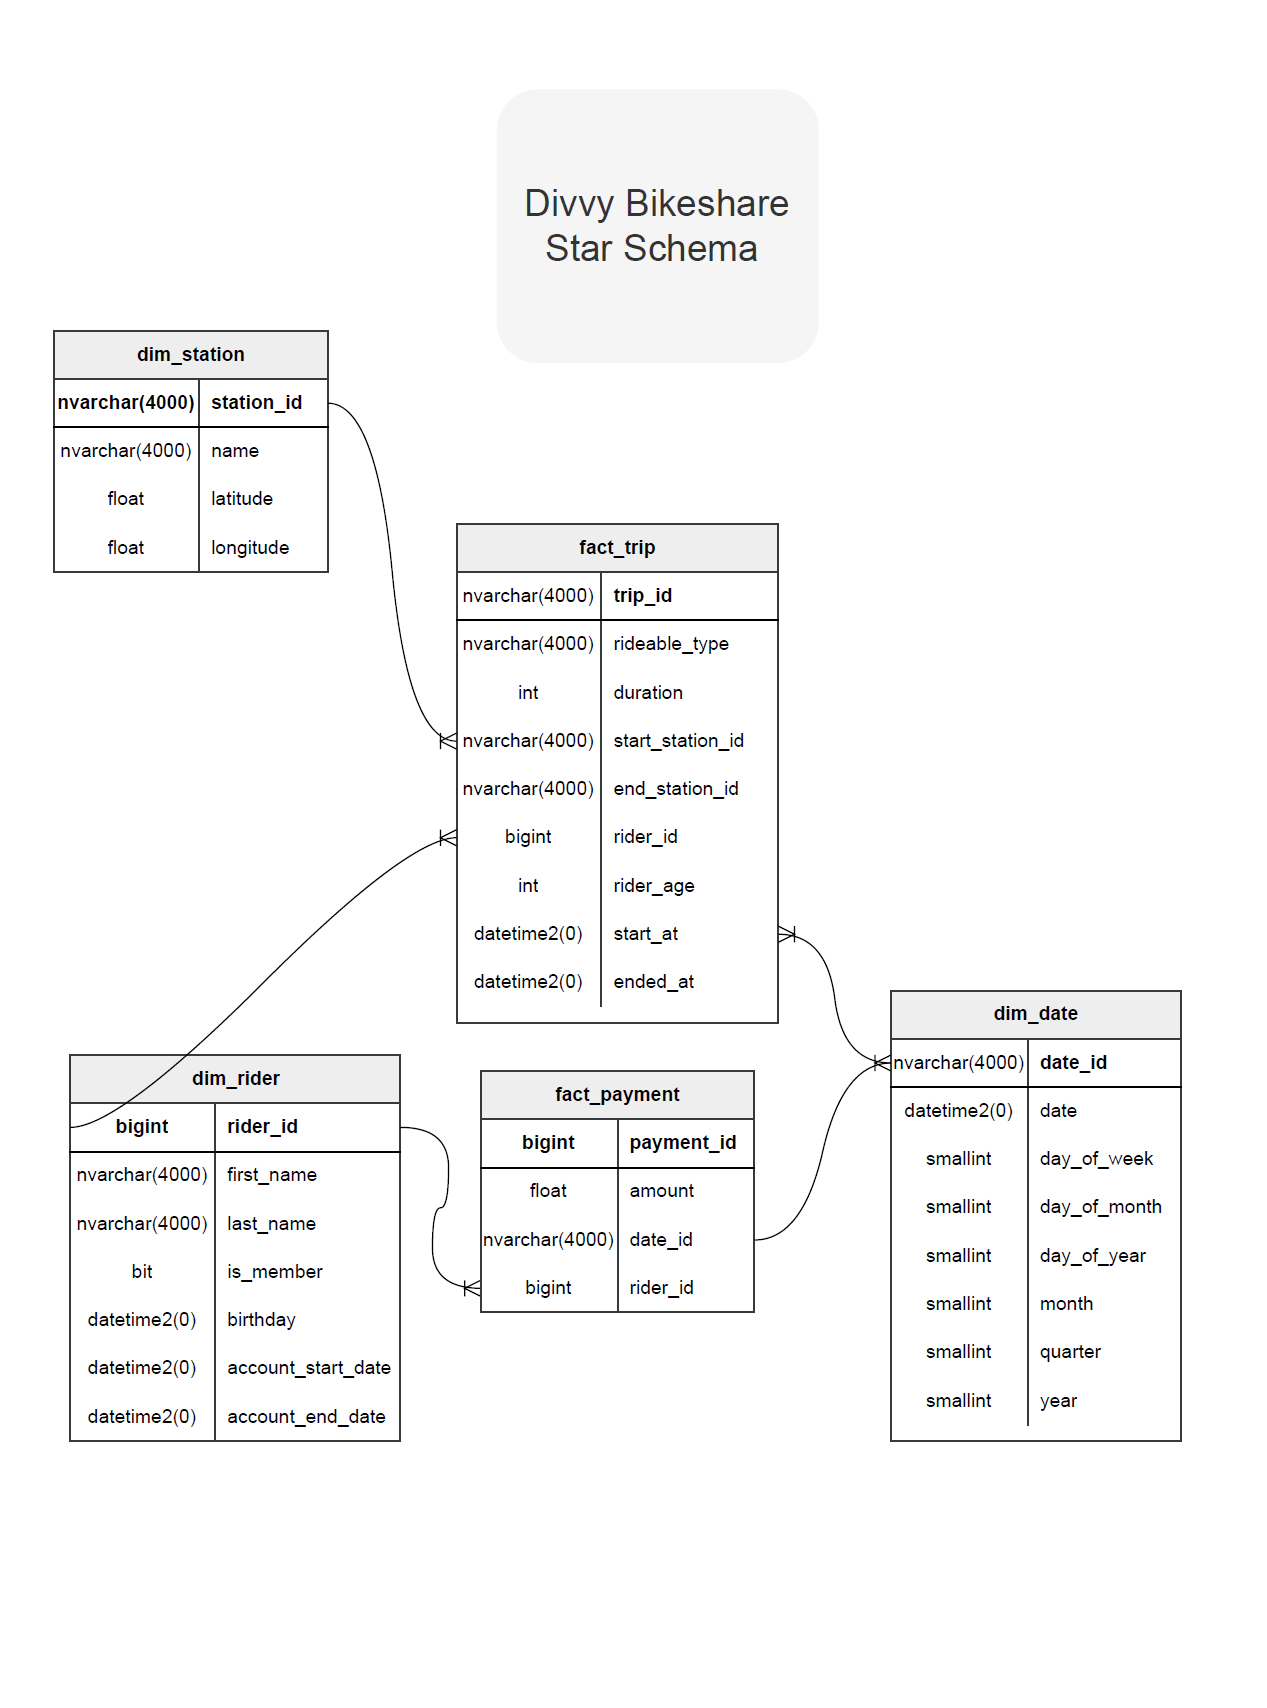 Divvy Bikeshare
Star Schema
dim_station
nvarchar(4000) station_id
nvarchar(4000) name
float latitude
float longitude
fact_trip
nvarchar(4000) trip_id
nvarchar(4000) rideable_type
int duration
nvarchar(4000) start_station_id
nvarchar(4000) end_station_id
bigint rider_id
int rider_age
datetime2(0) start_at
datetime2(0) ended_at
dim_rider
bigint rider_id
nvarchar(4000) first_name
nvarchar(4000) last_name
bit is_member
datetime2(0) birthday
datetime2(0) account_start_date
datetime2(0) account_end_date
fact_payment
bigint payment_id
float amount
nvarchar(4000) date_id
bigint rider_id
dim_date
nvarchar(4000) date_id
datetime2(0) date
smallint day_of_week
smallint day_of_month
smallint day_of_year
smallint month
smallint quarter
smallint year